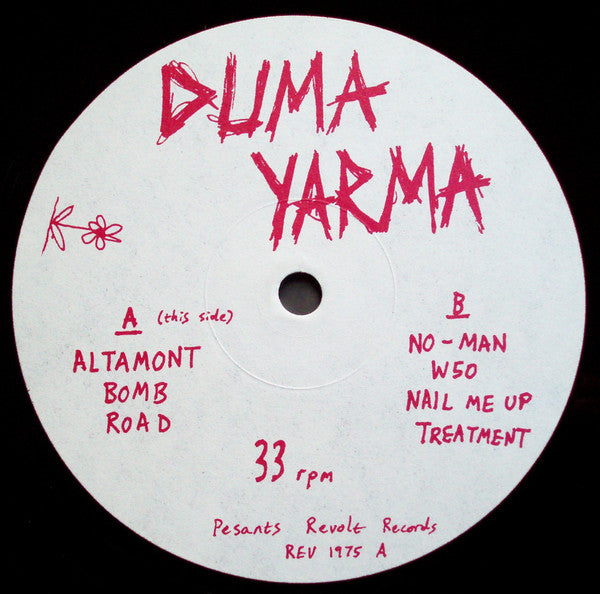 DUMA
YARMA
A (this side)
ALTAMONT
BOMB
ROAD
B
NO-MAN
W50
NAIL ME UP
TREATMENT
33 rpm
Pesants Revolt Records
REV 1975 A